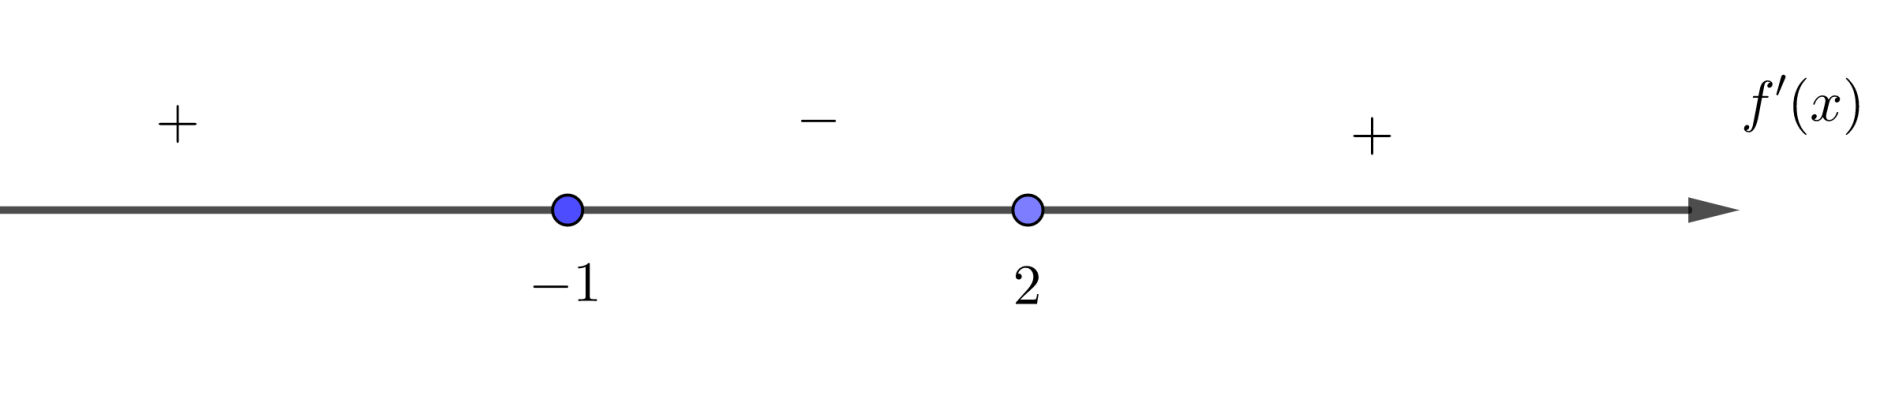 + − + f′(x)
−1 2